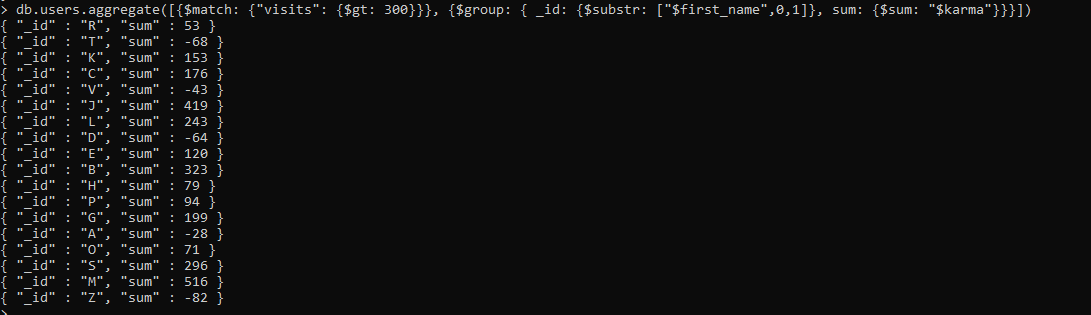 > db.users.aggregate([{$match: {"visits": {$gt: 300}}}, {$group: { _id: {$substr: ["$first_name",0,1]}, sum: {$sum: "$karma"}}}])
{ "_id" : "R", "sum" : 53 }
{ "_id" : "T", "sum" : -68 }
{ "_id" : "K", "sum" : 153 }
{ "_id" : "C", "sum" : 176 }
{ "_id" : "V", "sum" : -43 }
{ "_id" : "J", "sum" : 419 }
{ "_id" : "L", "sum" : 243 }
{ "_id" : "D", "sum" : -64 }
{ "_id" : "E", "sum" : 120 }
{ "_id" : "B", "sum" : 323 }
{ "_id" : "H", "sum" : 79 }
{ "_id" : "P", "sum" : 94 }
{ "_id" : "G", "sum" : 199 }
{ "_id" : "A", "sum" : -28 }
{ "_id" : "O", "sum" : 71 }
{ "_id" : "S", "sum" : 296 }
{ "_id" : "M", "sum" : 516 }
{ "_id" : "Z", "sum" : -82 }
>